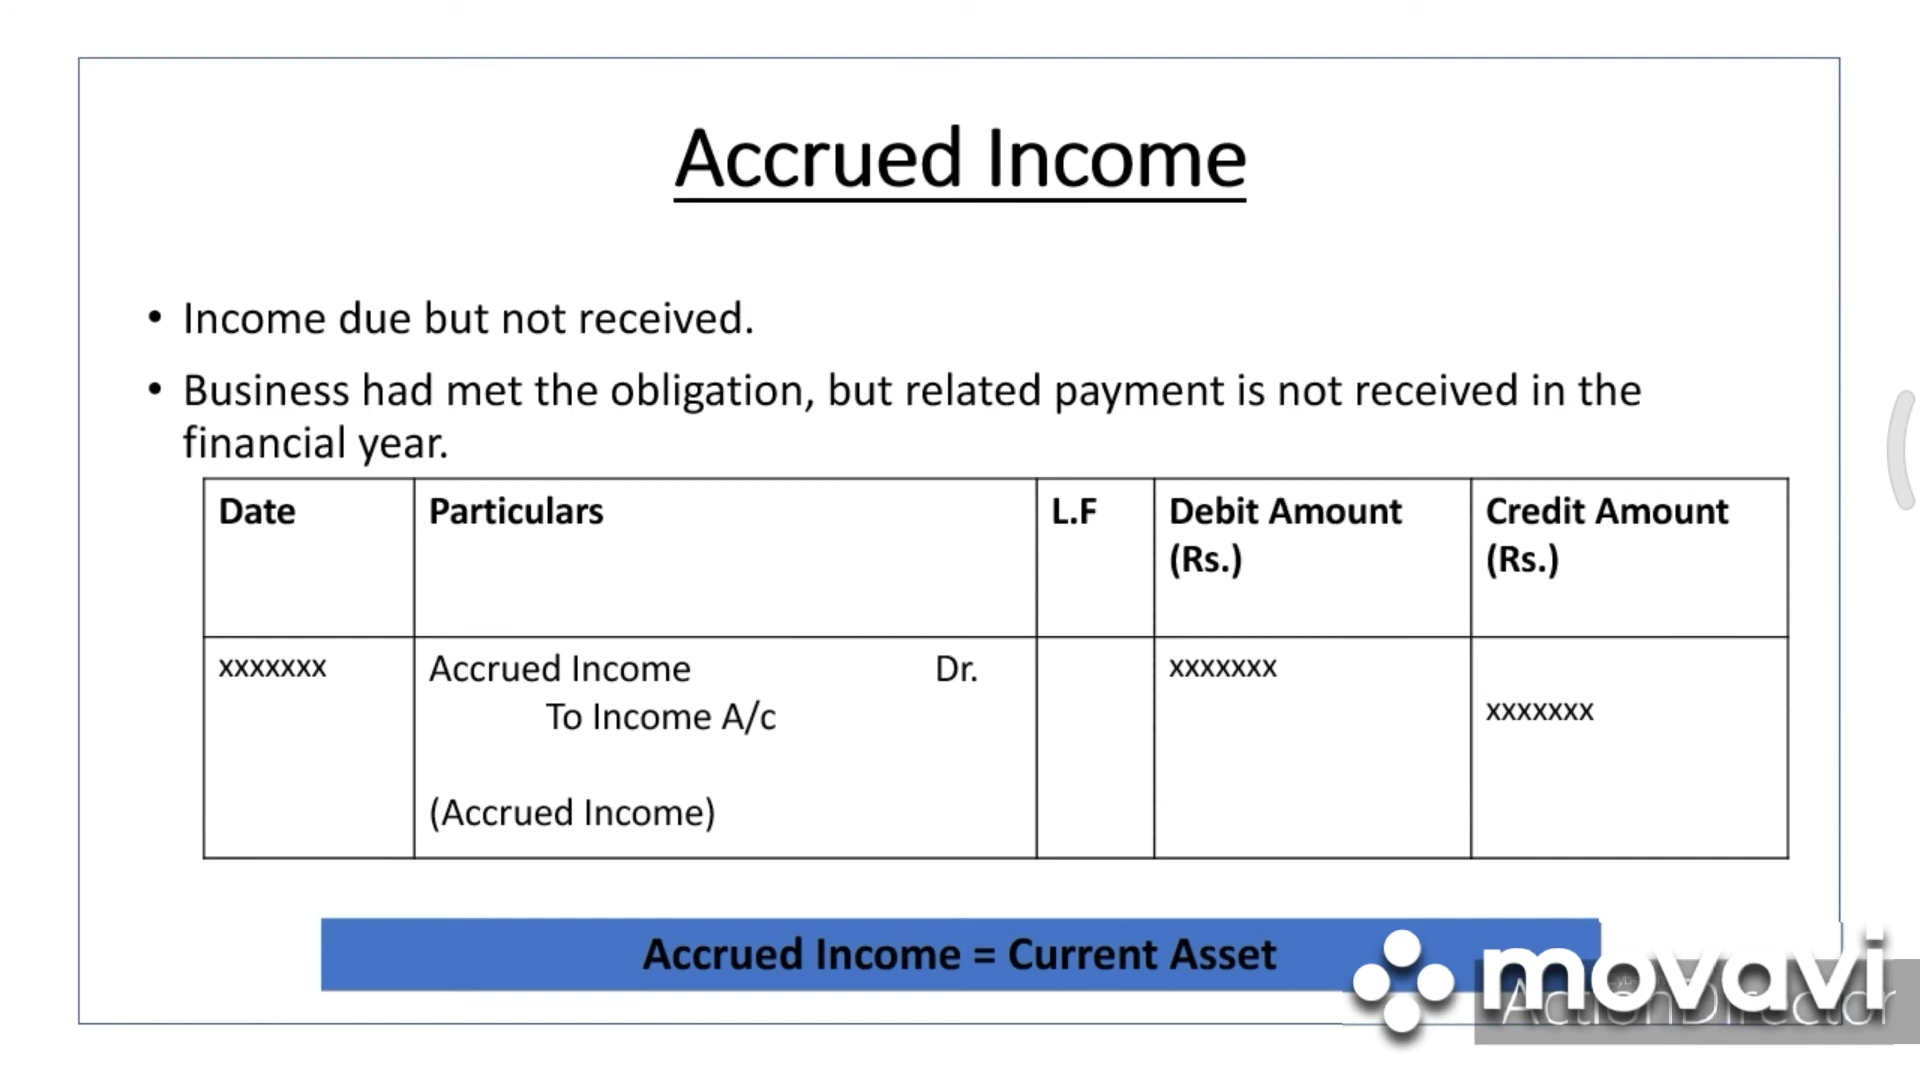 Accrued Income
• Income due but not received.
• Business had met the obligation, but related payment is not received in the
financial year.
Date Particulars L.F Debit Amount (Rs.) Credit Amount (Rs.)
xxxxxxx Accrued Income Dr. xxxxxxx
To Income A/c xxxxxxx
(Accrued Income)
Accrued Income = Current Asset
movavi
ActionDirector